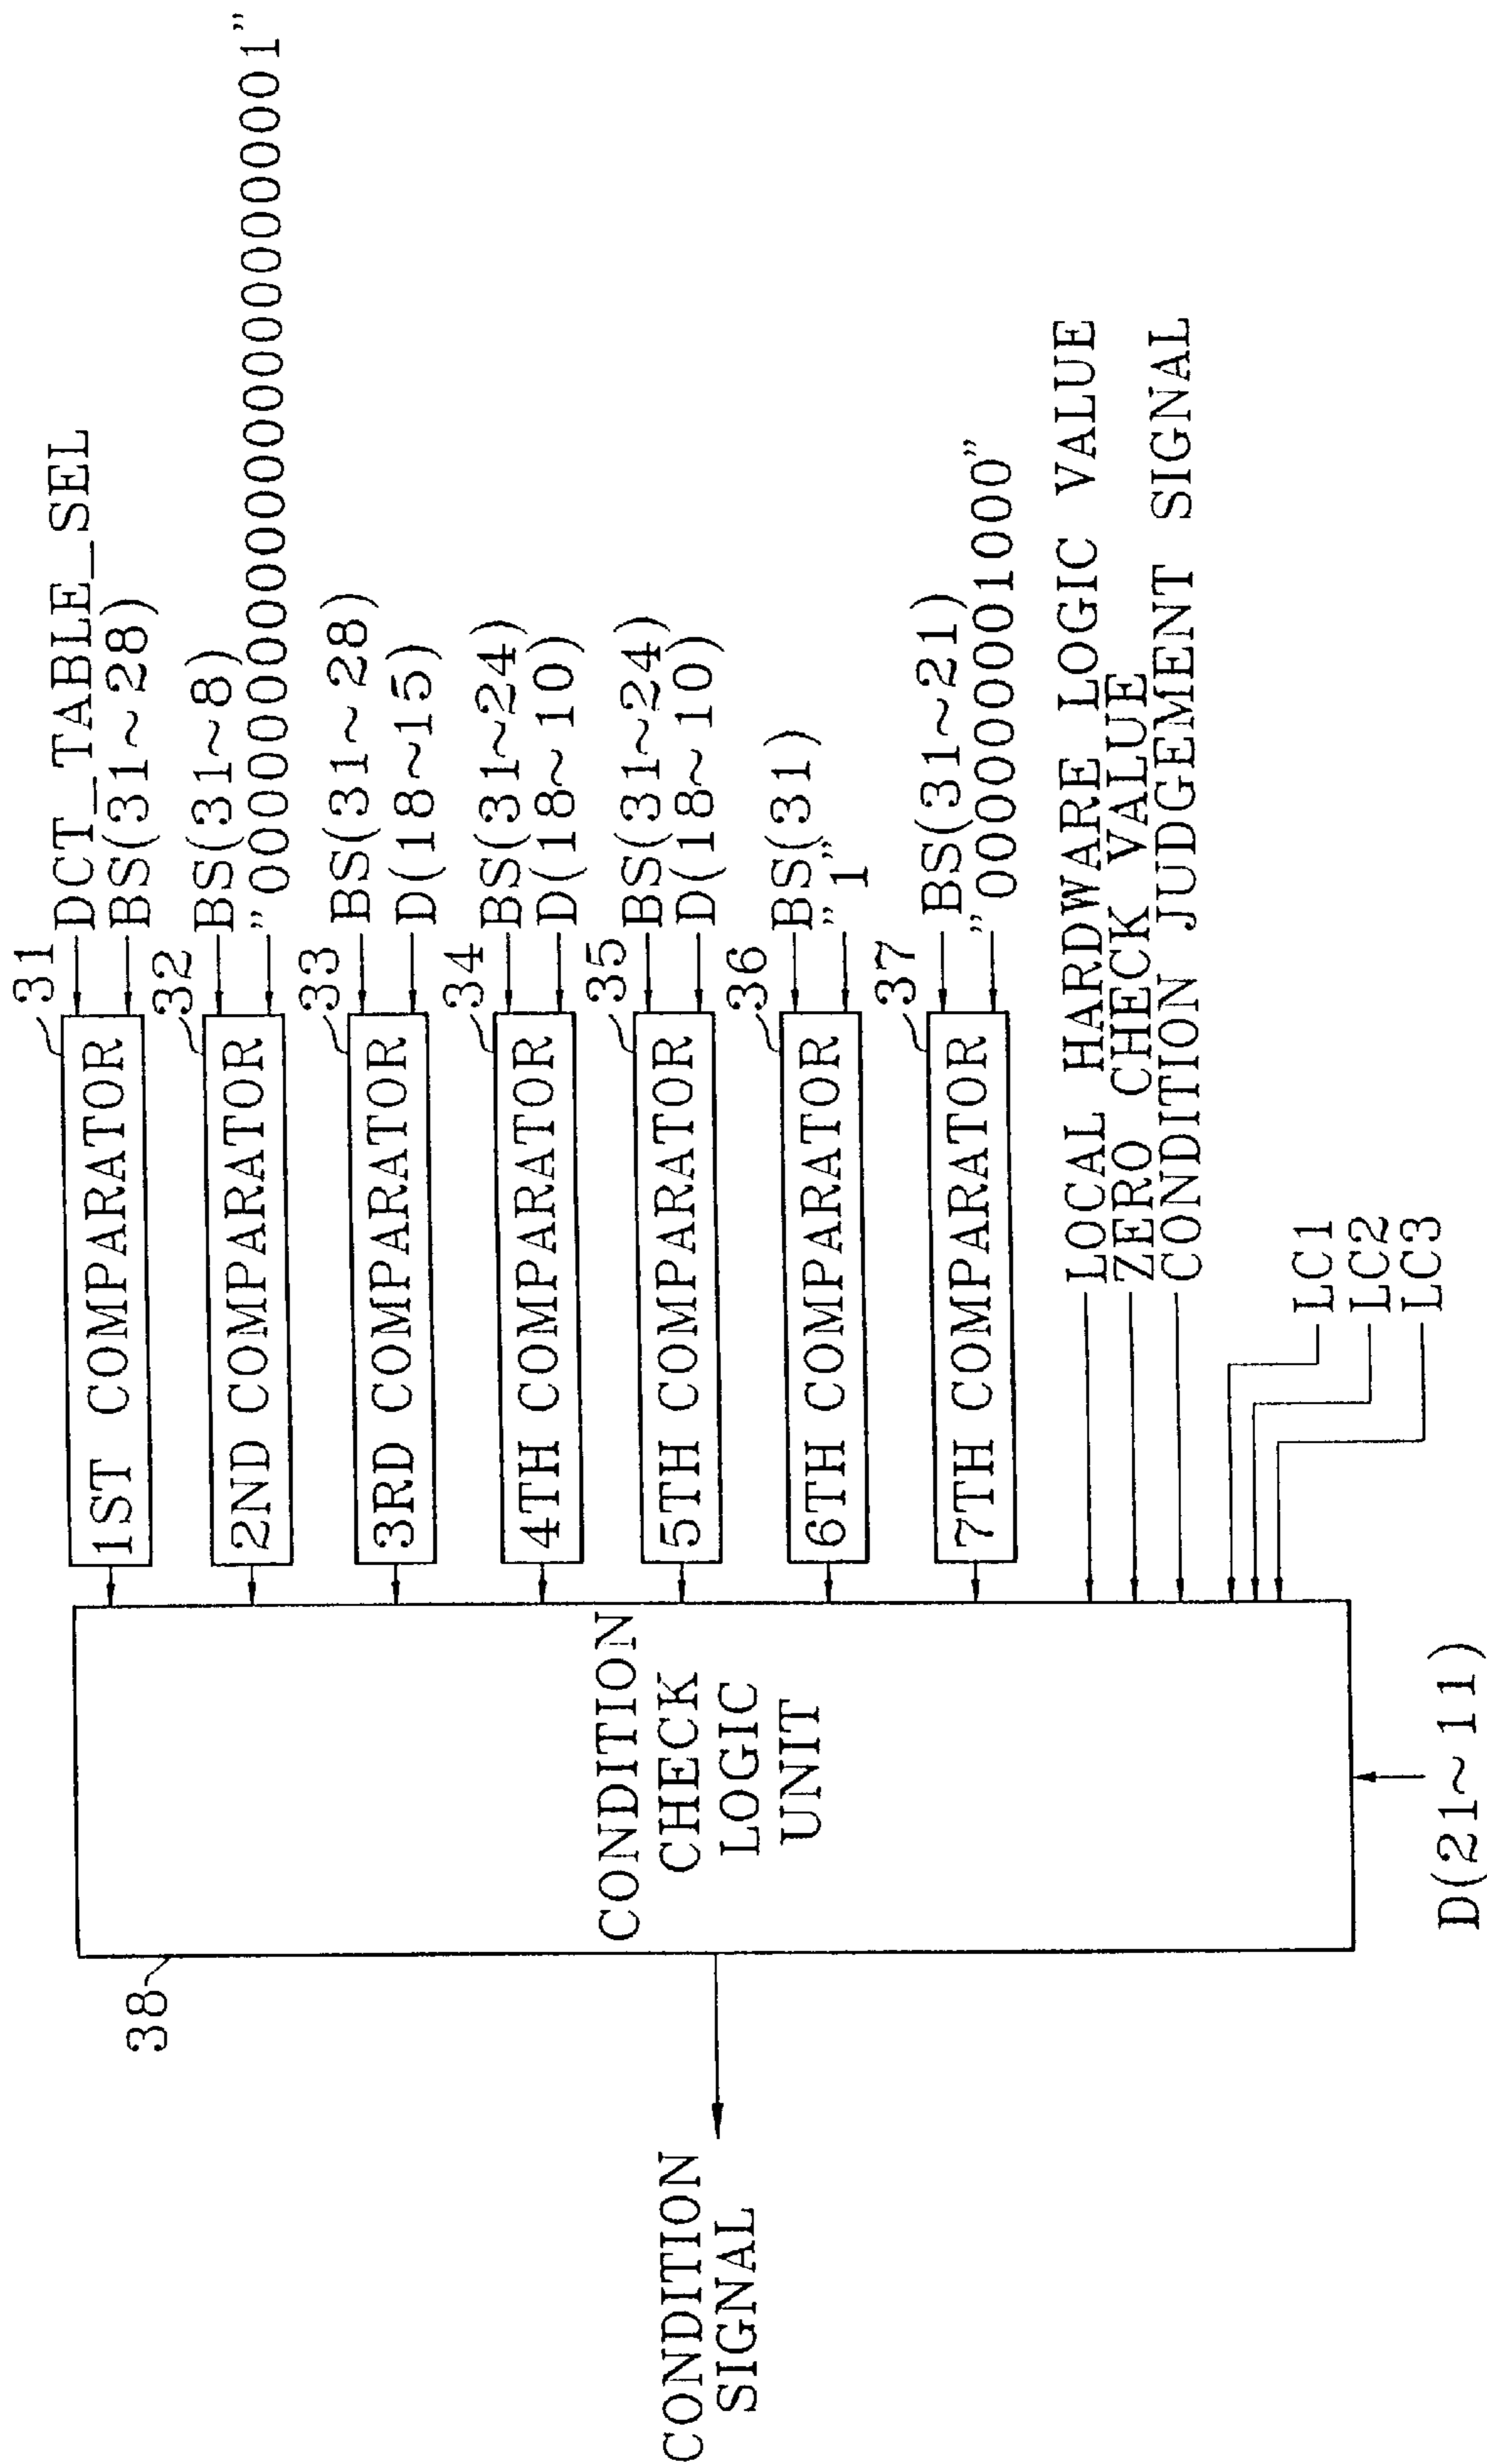 31
DCT_TABLE_SEL
1ST COMPARATOR
BS(31~28)
32
BS(31~8)
2ND COMPARATOR
"000000000000000000000001"
33
BS(31~28)
3RD COMPARATOR
D(18~15)
34
BS(31~24)
4TH COMPARATOR
D(18~10)
35
BS(31~24)
5TH COMPARATOR
D(18~10)
36
BS(31)
6TH COMPARATOR
"1"
37
BS(31~21)
7TH COMPARATOR
"00000001000"
LOCAL HARDWARE LOGIC VALUE
ZERO CHECK VALUE
CONDITION JUDGEMENT SIGNAL
LC1
LC2
LC3
38
CONDITION
CHECK
LOGIC
UNIT
CONDITION
SIGNAL
D(21~11)